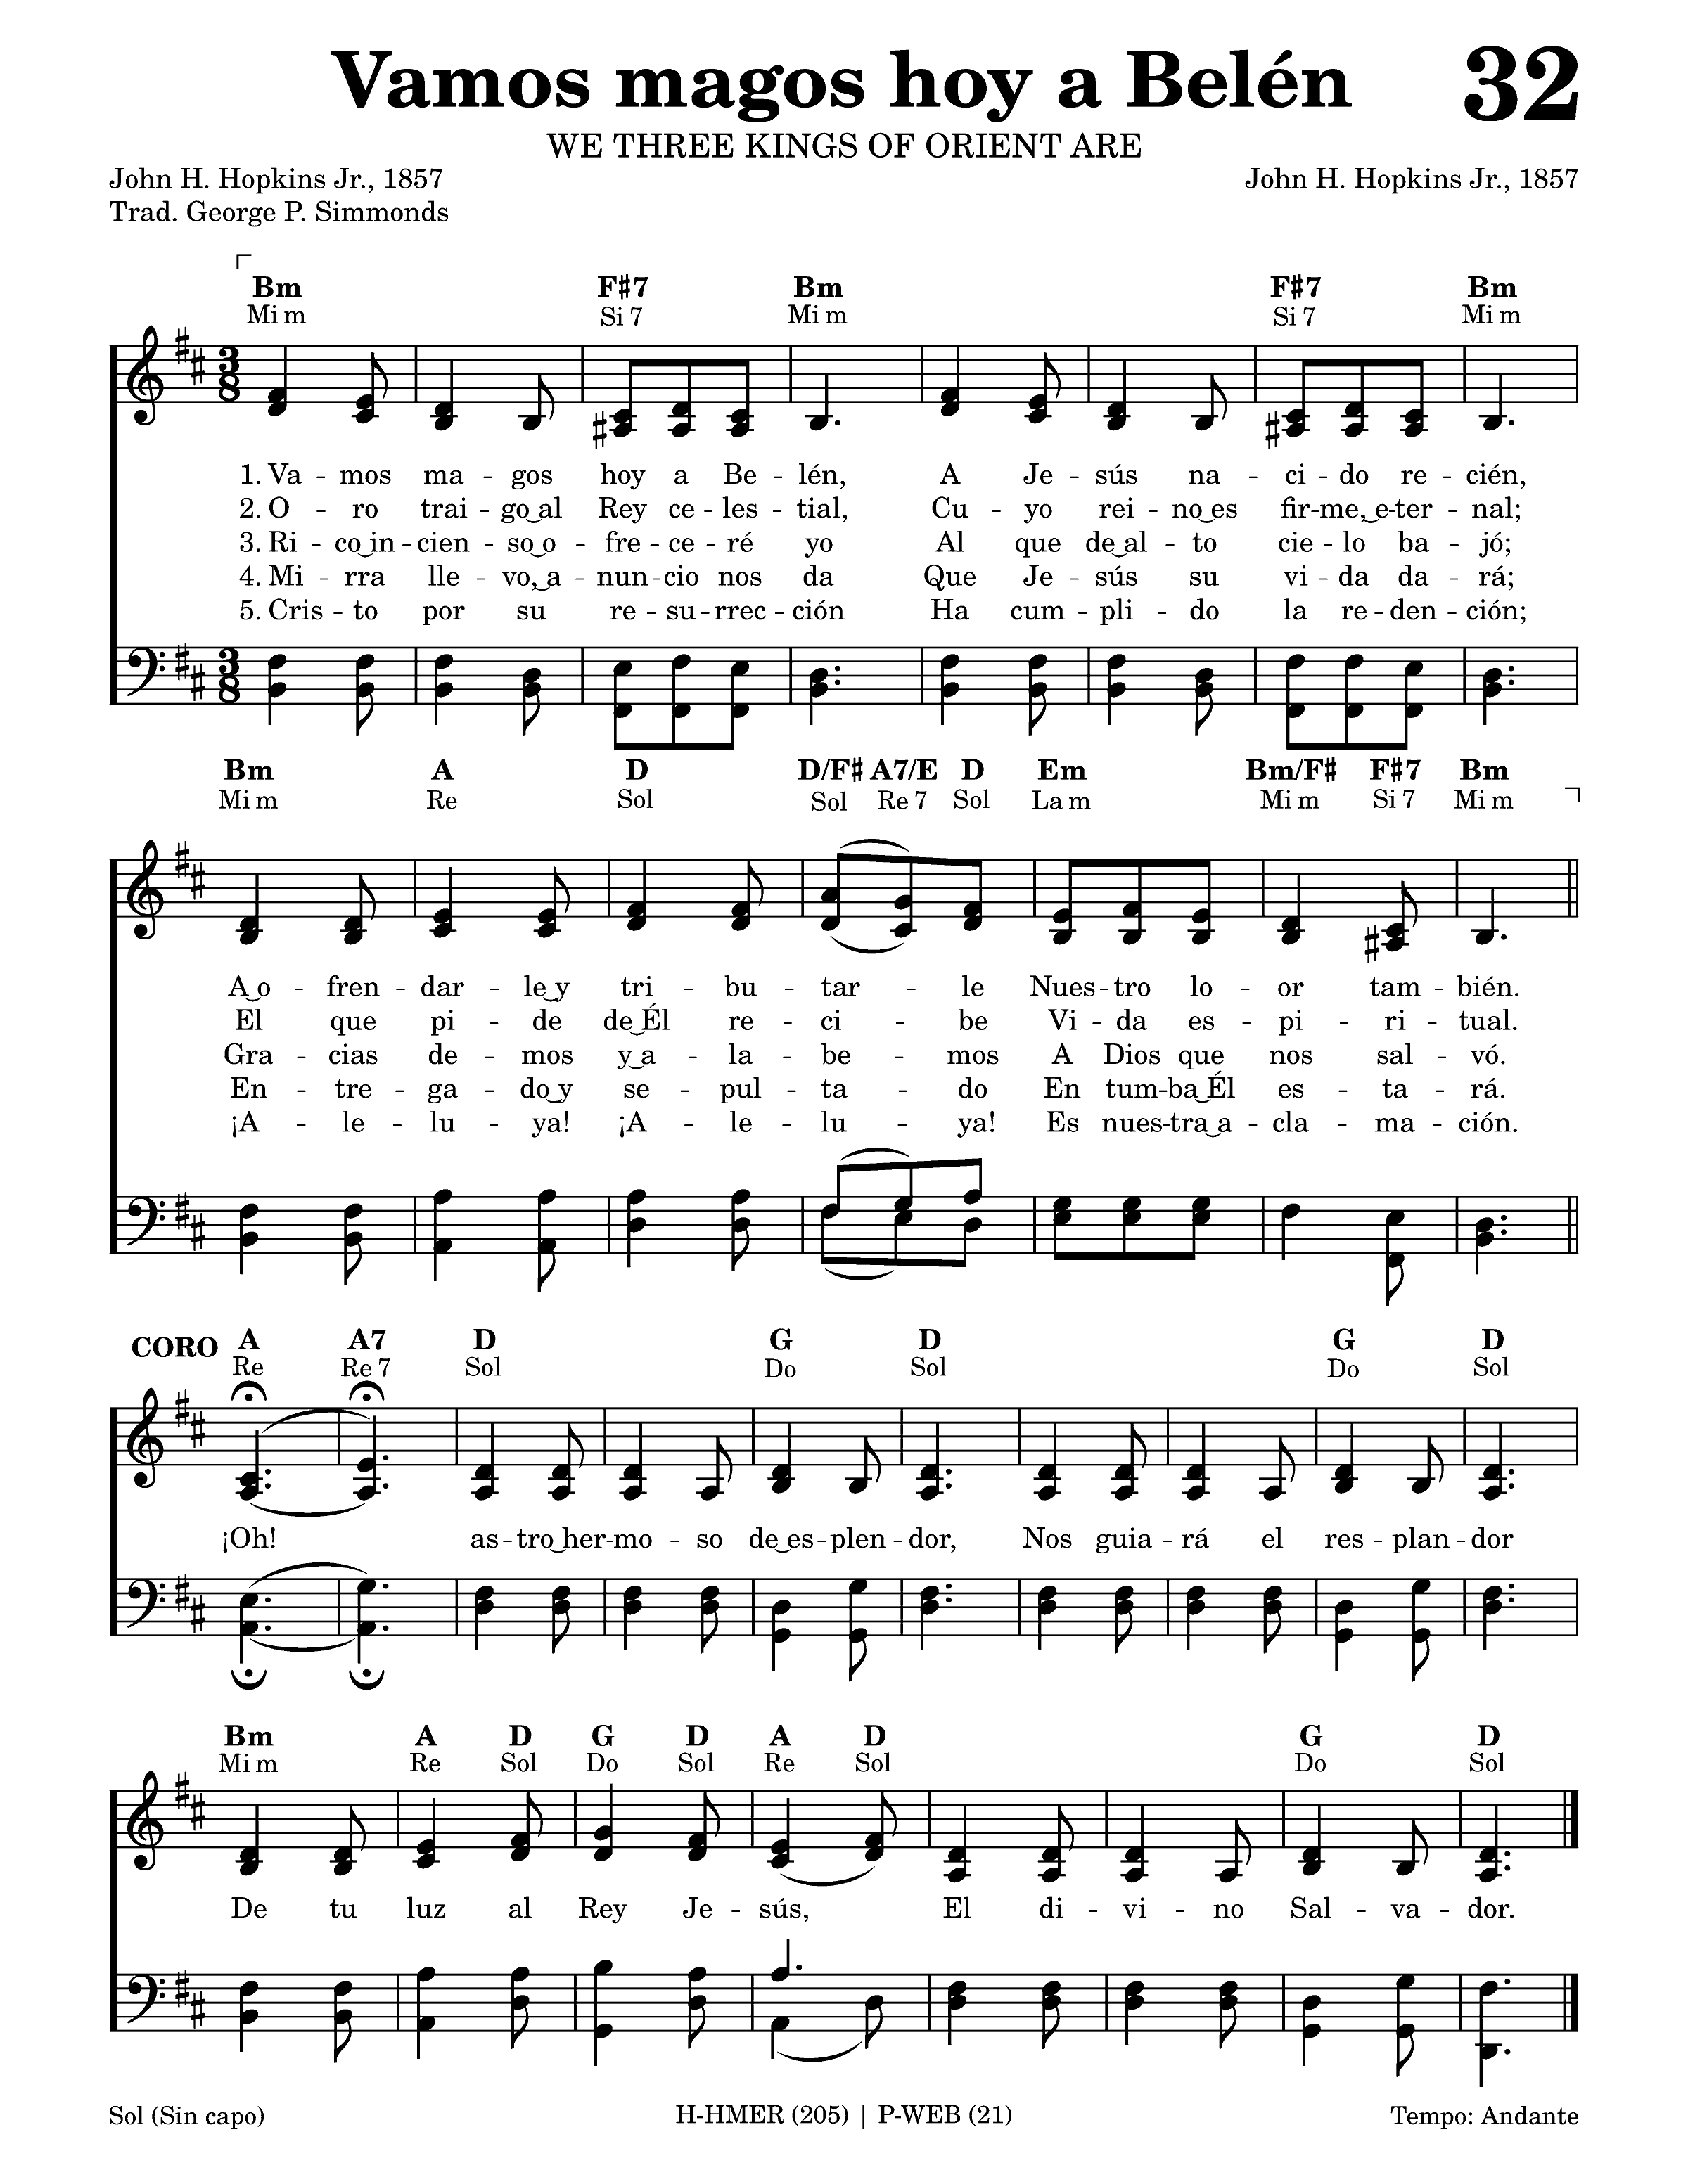 Vamos magos hoy a Belén 32
WE THREE KINGS OF ORIENT ARE
John H. Hopkins Jr., 1857 John H. Hopkins Jr., 1857
Trad. George P. Simmonds
Bm F♯7 Bm F♯7 Bm
Mi m Si 7 Mi m Si 7 Mi m
3 8
1. Va -- mos ma -- gos hoy a Be -- lén, A Je -- sús na -- ci -- do re -- cién,
2. O -- ro trai -- go‿al Rey ce -- les -- tial, Cu -- yo rei -- no‿es fir -- me,‿e -- ter -- nal;
3. Ri -- co‿in -- cien -- so‿o -- fre -- ce -- ré yo Al que de‿al -- to cie -- lo ba -- jó;
4. Mi -- rra lle -- vo,‿a -- nun -- cio nos da Que Je -- sús su vi -- da da -- rá;
5. Cris -- to por su re -- su -- rrec -- ción Ha cum -- pli -- do la re -- den -- ción;
3 8
Bm A D D/F♯ A7/E D Em Bm/F♯ F♯7 Bm
Mi m Re Sol Sol Re 7 Sol La m Mi m Si 7 Mi m
A‿o -- fren -- dar -- le‿y tri -- bu -- tar -- le Nues -- tro lo -- or tam -- bién.
El que pi -- de de‿Él re -- ci -- be Vi -- da es -- pi -- ri -- tual.
Gra -- cias de -- mos y‿a -- la -- be -- mos A Dios que nos sal -- vó.
En -- tre -- ga -- do‿y se -- pul -- ta -- do En tum -- ba‿Él es -- ta -- rá.
¡A -- le -- lu -- ya! ¡A -- le -- lu -- ya! Es nues -- tra‿a -- cla -- ma -- ción.
CORO A A7 D G D G D
Re Re 7 Sol Do Sol Do Sol
¡Oh! as -- tro‿her -- mo -- so de‿es -- plen -- dor, Nos guia -- rá el res -- plan -- dor
Bm A D G D A D G D
Mi m Re Sol Do Sol Re Sol Do Sol
De tu luz al Rey Je -- sús, El di -- vi -- no Sal -- va -- dor.
Sol (Sin capo) H-HMER (205) | P-WEB (21) Tempo: Andante